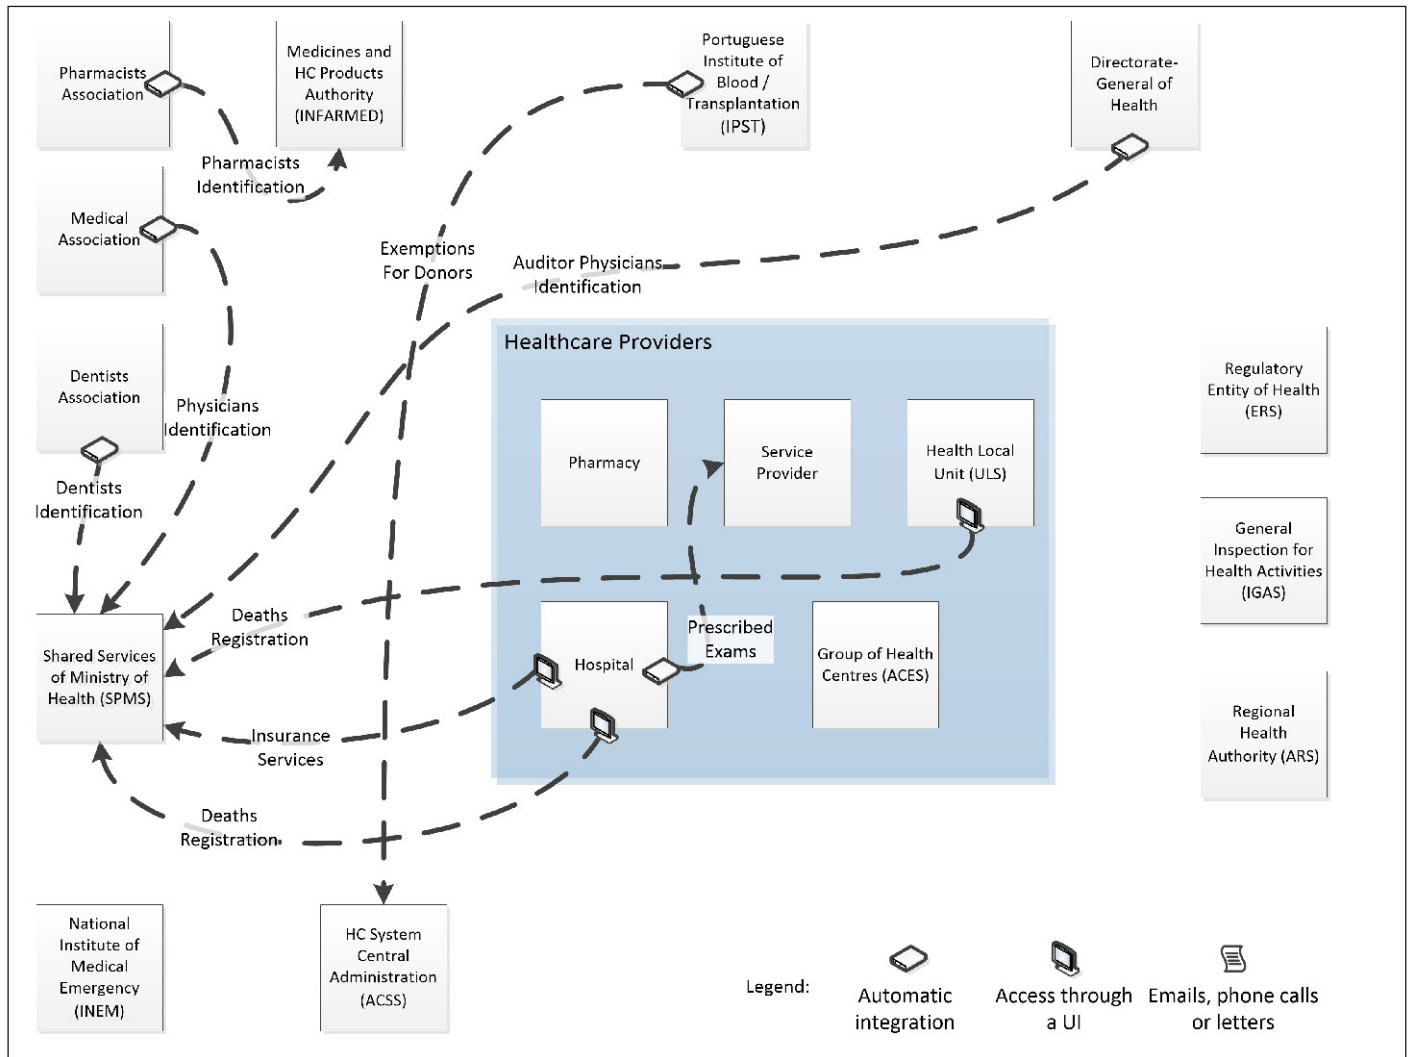 Pharmacists
Association
Medicines and
HC Products
Authority
(INFARMED)
Portuguese
Institute of
Blood /
Transplantation
(IPST)
Directorate-
General of
Health
Pharmacists
Identification
Medical
Association
Exemptions
For Donors
Auditor Physicians
Identification
Healthcare Providers
Dentists
Association
Physicians
Identification
Regulatory
Entity of Health
(ERS)
Pharmacy
Service
Provider
Health Local
Unit (ULS)
Dentists
Identification
General
Inspection for
Health Activities
(IGAS)
Deaths
Registration
Prescribed
Exams
Shared Services
of Ministry of
Health (SPMS)
Hospital
Group of Health
Centres (ACES)
Regional
Health
Authority (ARS)
Insurance
Services
Deaths
Registration
National
Institute of
Medical
Emergency
(INEM)
HC System
Central
Administration
(ACSS)
Legend:
Automatic
integration
Access through
a UI
Emails, phone calls
or letters